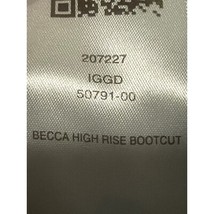 207227
IGGD
50791-00
BECCA HIGH RISE BOOTCUT